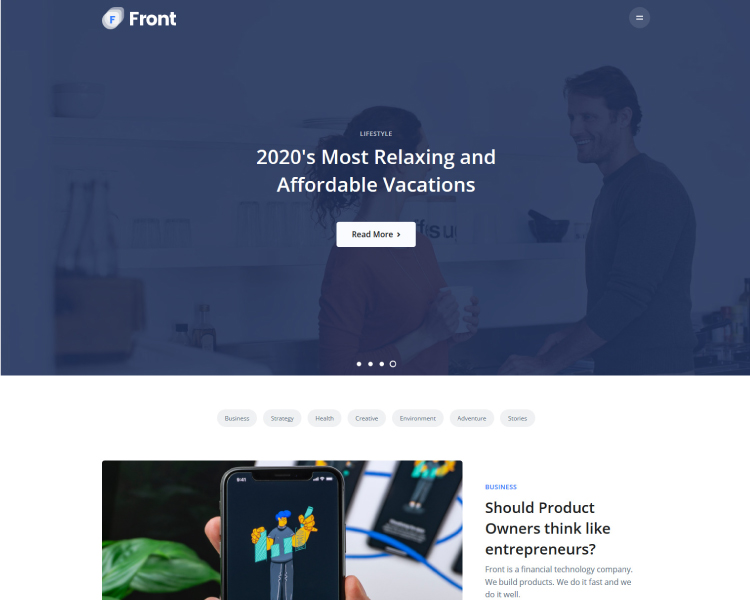 F Front
LIFESTYLE
2020's Most Relaxing and
Affordable Vacations
Read More
Business Strategy Health Creative Environment Adventure Stories
9:41
BUSINESS
Should Product
Owners think like
entrepreneurs?
Front is a financial technology company.
We build products. We do it fast and we
do it well.